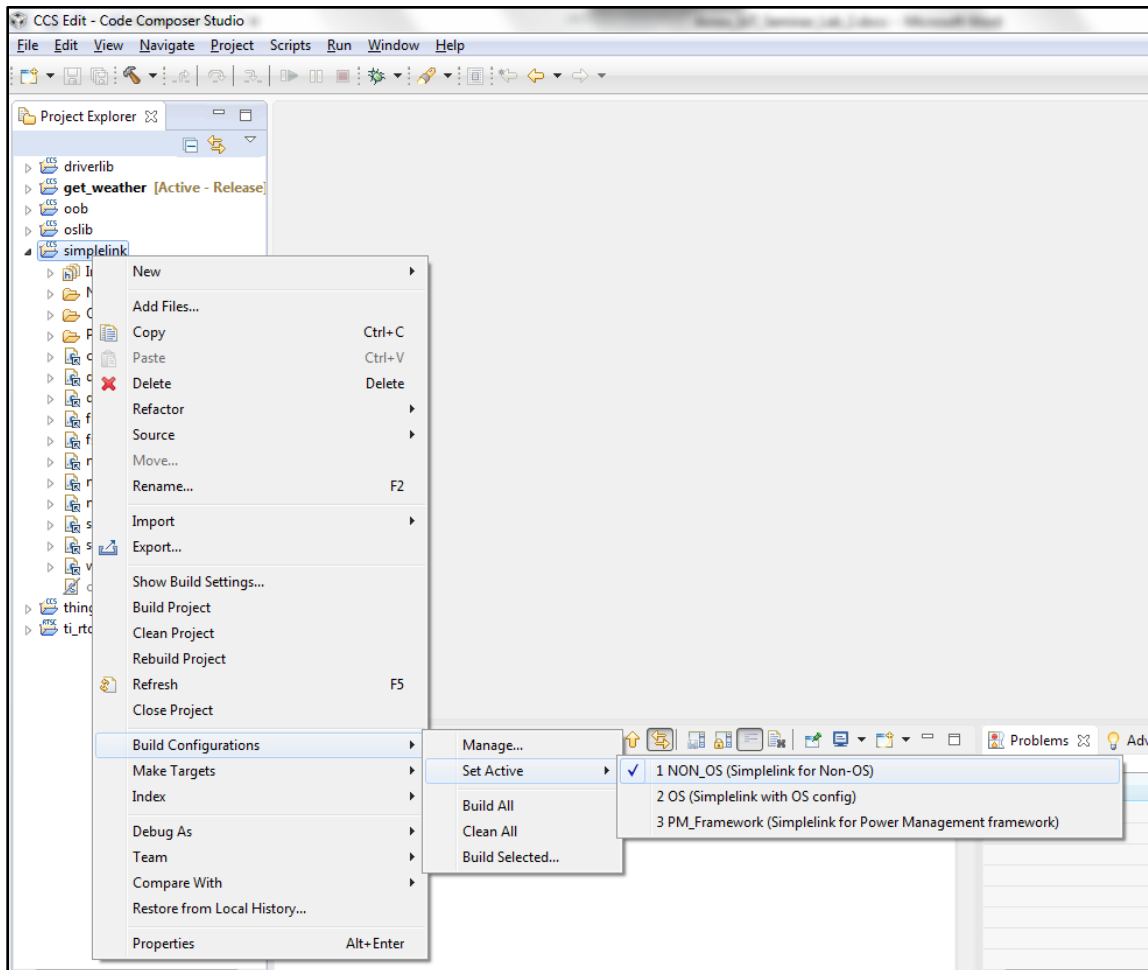 CCS Edit - Code Composer Studio
File Edit View Navigate Project Scripts Run Window Help
Project Explorer
driverlib
get_weather [Active - Release]
oob
oslib
simplelink
New
Add Files...
Copy Ctrl+C
Paste Ctrl+V
Delete Delete
Refactor
Source
Move...
Rename... F2
Import
Export...
Show Build Settings...
Build Project
Clean Project
Rebuild Project
Refresh F5
Close Project
Build Configurations
Make Targets
Index
Debug As
Team
Compare With
Restore from Local History...
Properties Alt+Enter
Manage...
Set Active
Build All
Clean All
Build Selected...
1 NON_OS (Simplelink for Non-OS)
2 OS (Simplelink with OS config)
3 PM_Framework (Simplelink for Power Management framework)
Problems Adv
thing
ti_rto